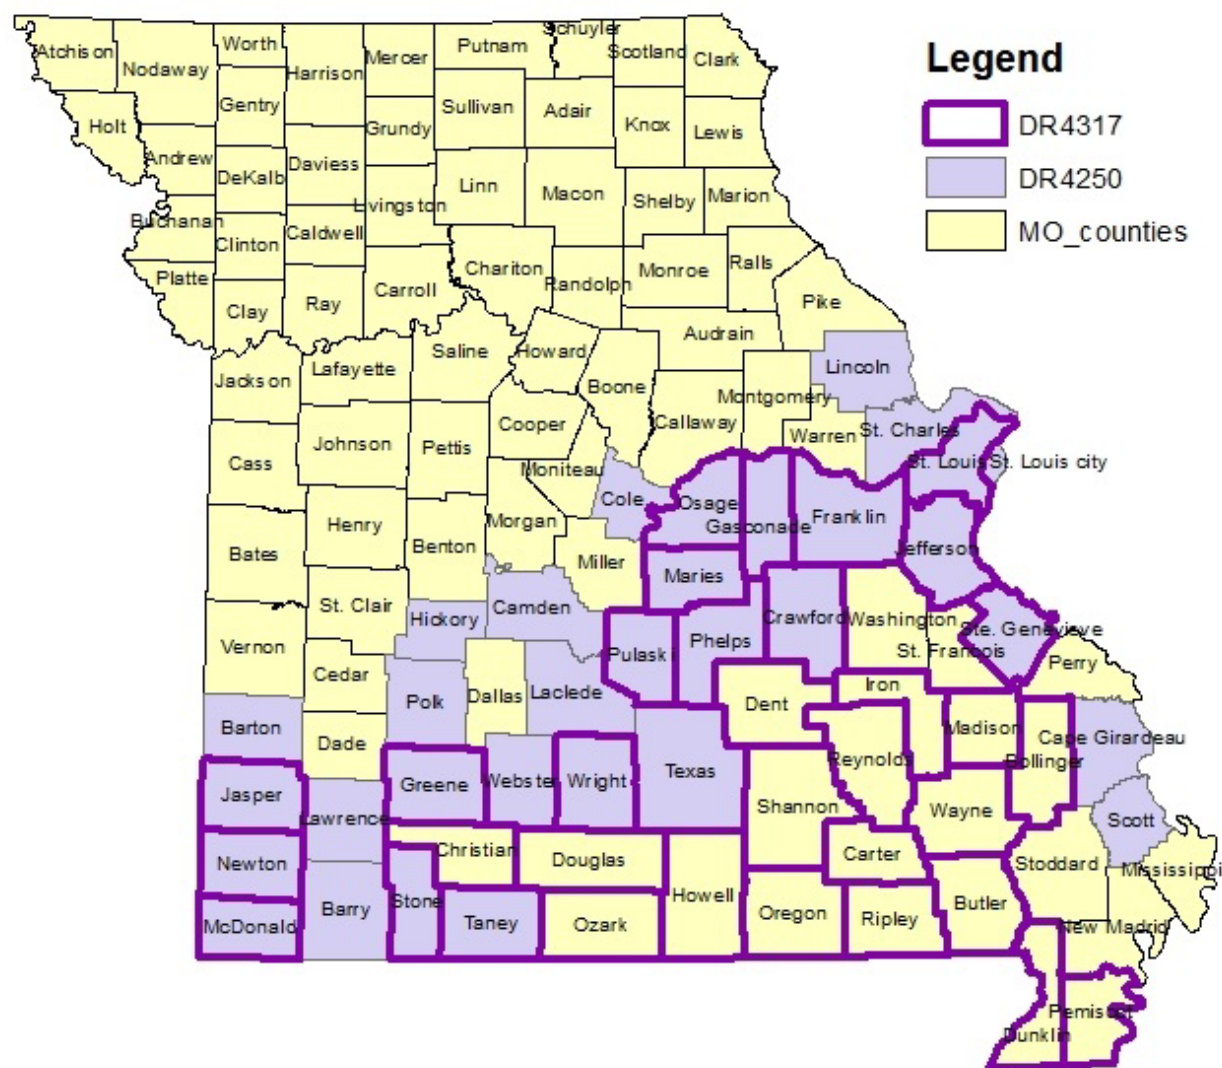 Legend
DR4317
DR4250
MO_counties
Atchison
Nodaway
Worth
Harrison
Mercer
Putnam
Schuyler
Scotland
Clark
Holt
Gentry
Sullivan
Adair
Knox
Lewis
Grundy
Andrew
DeKalb
Daviess
Linn
Macon
Shelby
Marion
Livingston
Buchanan
Clinton
Caldwell
Platte
Chariton
Randolph
Monroe
Ralls
Clay
Ray
Carroll
Pike
Audrain
Saline
Howard
Jackson
Lafayette
Boone
Lincoln
Montgomery
Callaway
Cooper
Warren
St. Charles
Johnson
Pettis
Cass
Moniteau
St. Louis
St. Louis city
Cole
Osage
Gasconade
Franklin
Henry
Morgan
Bates
Benton
Miller
Jefferson
Maries
St. Clair
Hickory
Camden
Crawford
Washington
Ste. Genevieve
Vernon
Pulaski
Phelps
St. Francois
Perry
Cedar
Polk
Dallas
Laclede
Iron
Dent
Barton
Dade
Madison
Cape Girardeau
Bollinger
Reynolds
Texas
Jasper
Greene
Webster
Wright
Shannon
Wayne
Lawrence
Scott
Newton
Christian
Douglas
Carter
Stoddard
Mississippi
Howell
McDonald
Barry
Stone
Taney
Ozark
Oregon
Ripley
Butler
New Madrid
Pemiscot
Dunklin